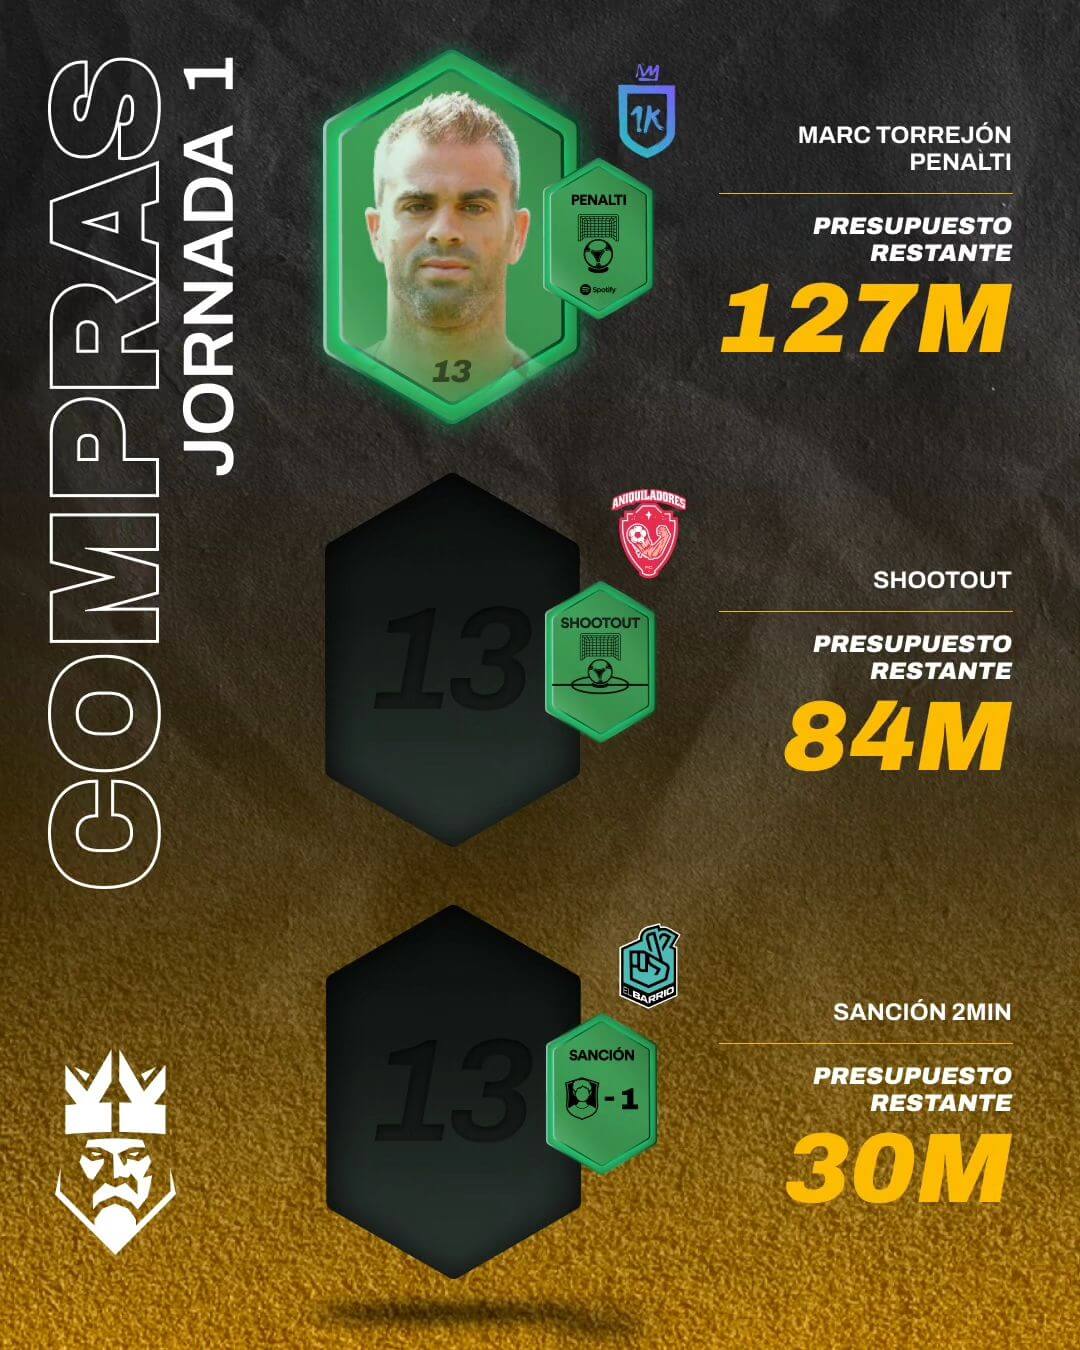 COMPRAS
JORNADA 1
1K
MARC TORREJÓN
PENALTI
PENALTI
Spotify
13
PRESUPUESTO
RESTANTE
127M
ANIQUILADORES
FC
SHOOTOUT
13
SHOOTOUT
PRESUPUESTO
RESTANTE
84M
EL BARRIO
SANCIÓN 2MIN
13
SANCIÓN
- 1
PRESUPUESTO
RESTANTE
30M